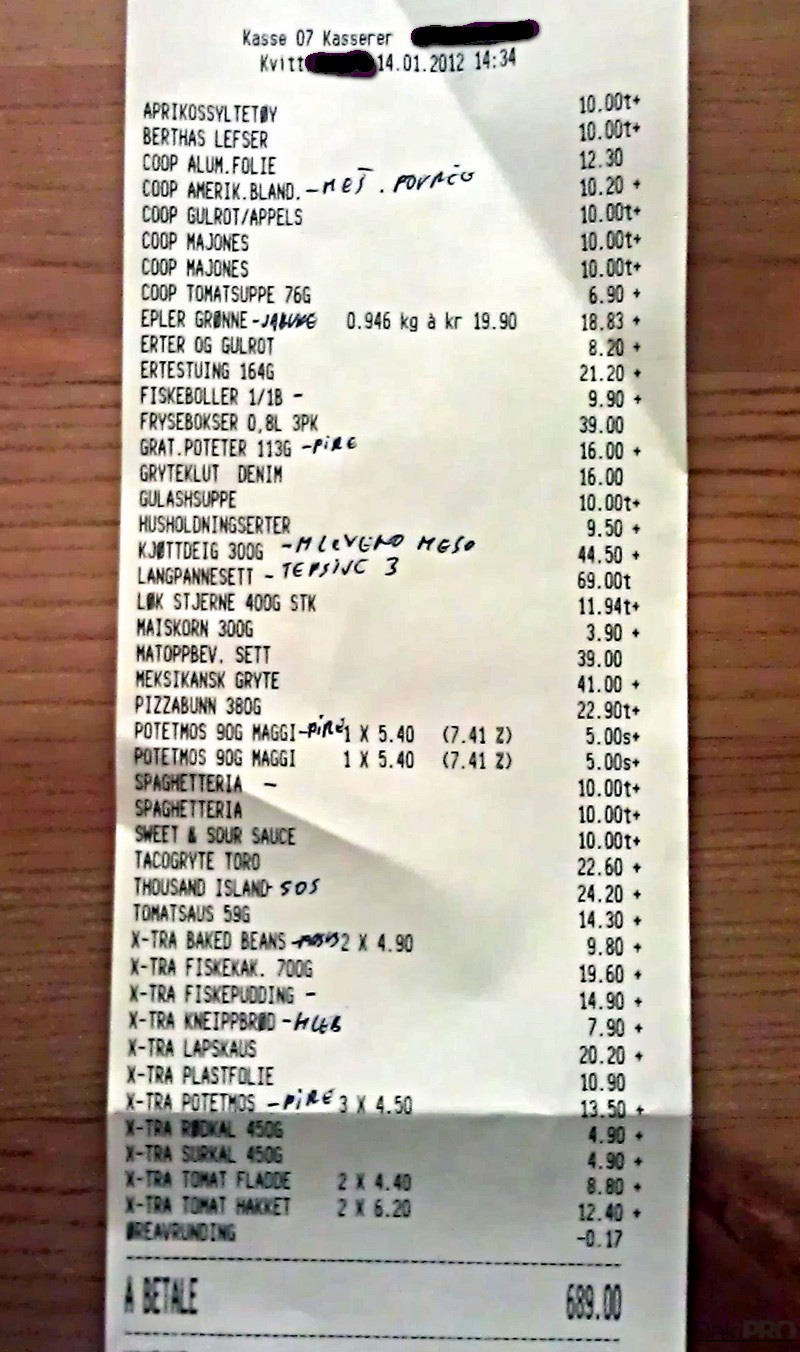 Kasse 07 Kasserer
Kvitt 14.01.2012 14:34
APRIKOSSYLTETØY 10.00t+
BERTHAS LEFSER 10.00t+
COOP ALUM.FOLIE 12.30
COOP AMERIK.BLAND. - MEŠ. POVRĆE 10.20 +
COOP GULROT/APPELS 10.00t+
COOP MAJONES 10.00t+
COOP MAJONES 10.00t+
COOP TOMATSUPPE 76G 6.90 +
EPLER GRØNNE - JABUKE 0.946 kg à kr 19.90 18.83 +
ERTER OG GULROT 8.20 +
ERTESTUING 164G 21.20 +
FISKEBOLLER 1/1B - 9.90 +
FRYSEBOKSER 0,8L 3PK 39.00
GRAT.POTETER 113G - PIRE 16.00 +
GRYTEKLUT DENIM 16.00
GULASHSUPPE 10.00t+
HUSHOLDNINGSERTER 9.50 +
KJØTTDEIG 300G - MLEVENO MESO 44.50 +
LANGPANNESETT - TEPSIJE 3 69.00t
LØK STJERNE 400G STK 11.94t+
MAISKORN 300G 3.90 +
MATOPPBEV. SETT 39.00
MEKSIKANSK GRYTE 41.00 +
PIZZABUNN 380G 22.90t+
POTETMOS 90G MAGGI - PIRE 1 X 5.40 (7.41 Z) 5.00s+
POTETMOS 90G MAGGI 1 X 5.40 (7.41 Z) 5.00s+
SPAGHETTERIA - 10.00t+
SPAGHETTERIA 10.00t+
SWEET & SOUR SAUCE 10.00t+
TACOGRYTE TORO 22.60 +
THOUSAND ISLAND - SOS 24.20 +
TOMATSAUS 59G 14.30 +
X-TRA BAKED BEANS - 2 X 4.90 9.80 +
X-TRA FISKEKAK. 700G 19.60 +
X-TRA FISKEPUDDING - 14.90 +
X-TRA KNEIPPBRØD - HLEB 7.90 +
X-TRA LAPSKAUS 20.20 +
X-TRA PLASTFOLIE 10.90
X-TRA POTETMOS - PIRE 3 X 4.50 13.50 +
X-TRA RØDKAL 450G 4.90 +
X-TRA SURKAL 450G 4.90 +
X-TRA TOMAT FLADDE 2 X 4.40 8.80 +
X-TRA TOMAT HAKKET 2 X 6.20 12.40 +
ØREAVRUNDING -0.17
A BETALE 689.00